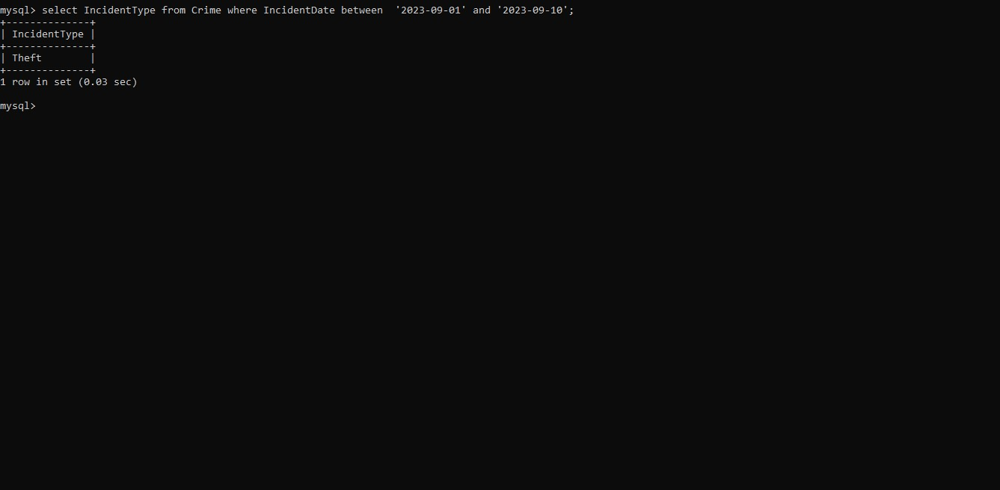 mysql> select IncidentType from Crime where IncidentDate between  '2023-09-01' and '2023-09-10';
+--------------+
| IncidentType |
+--------------+
| Theft        |
+--------------+
1 row in set (0.03 sec)
mysql>